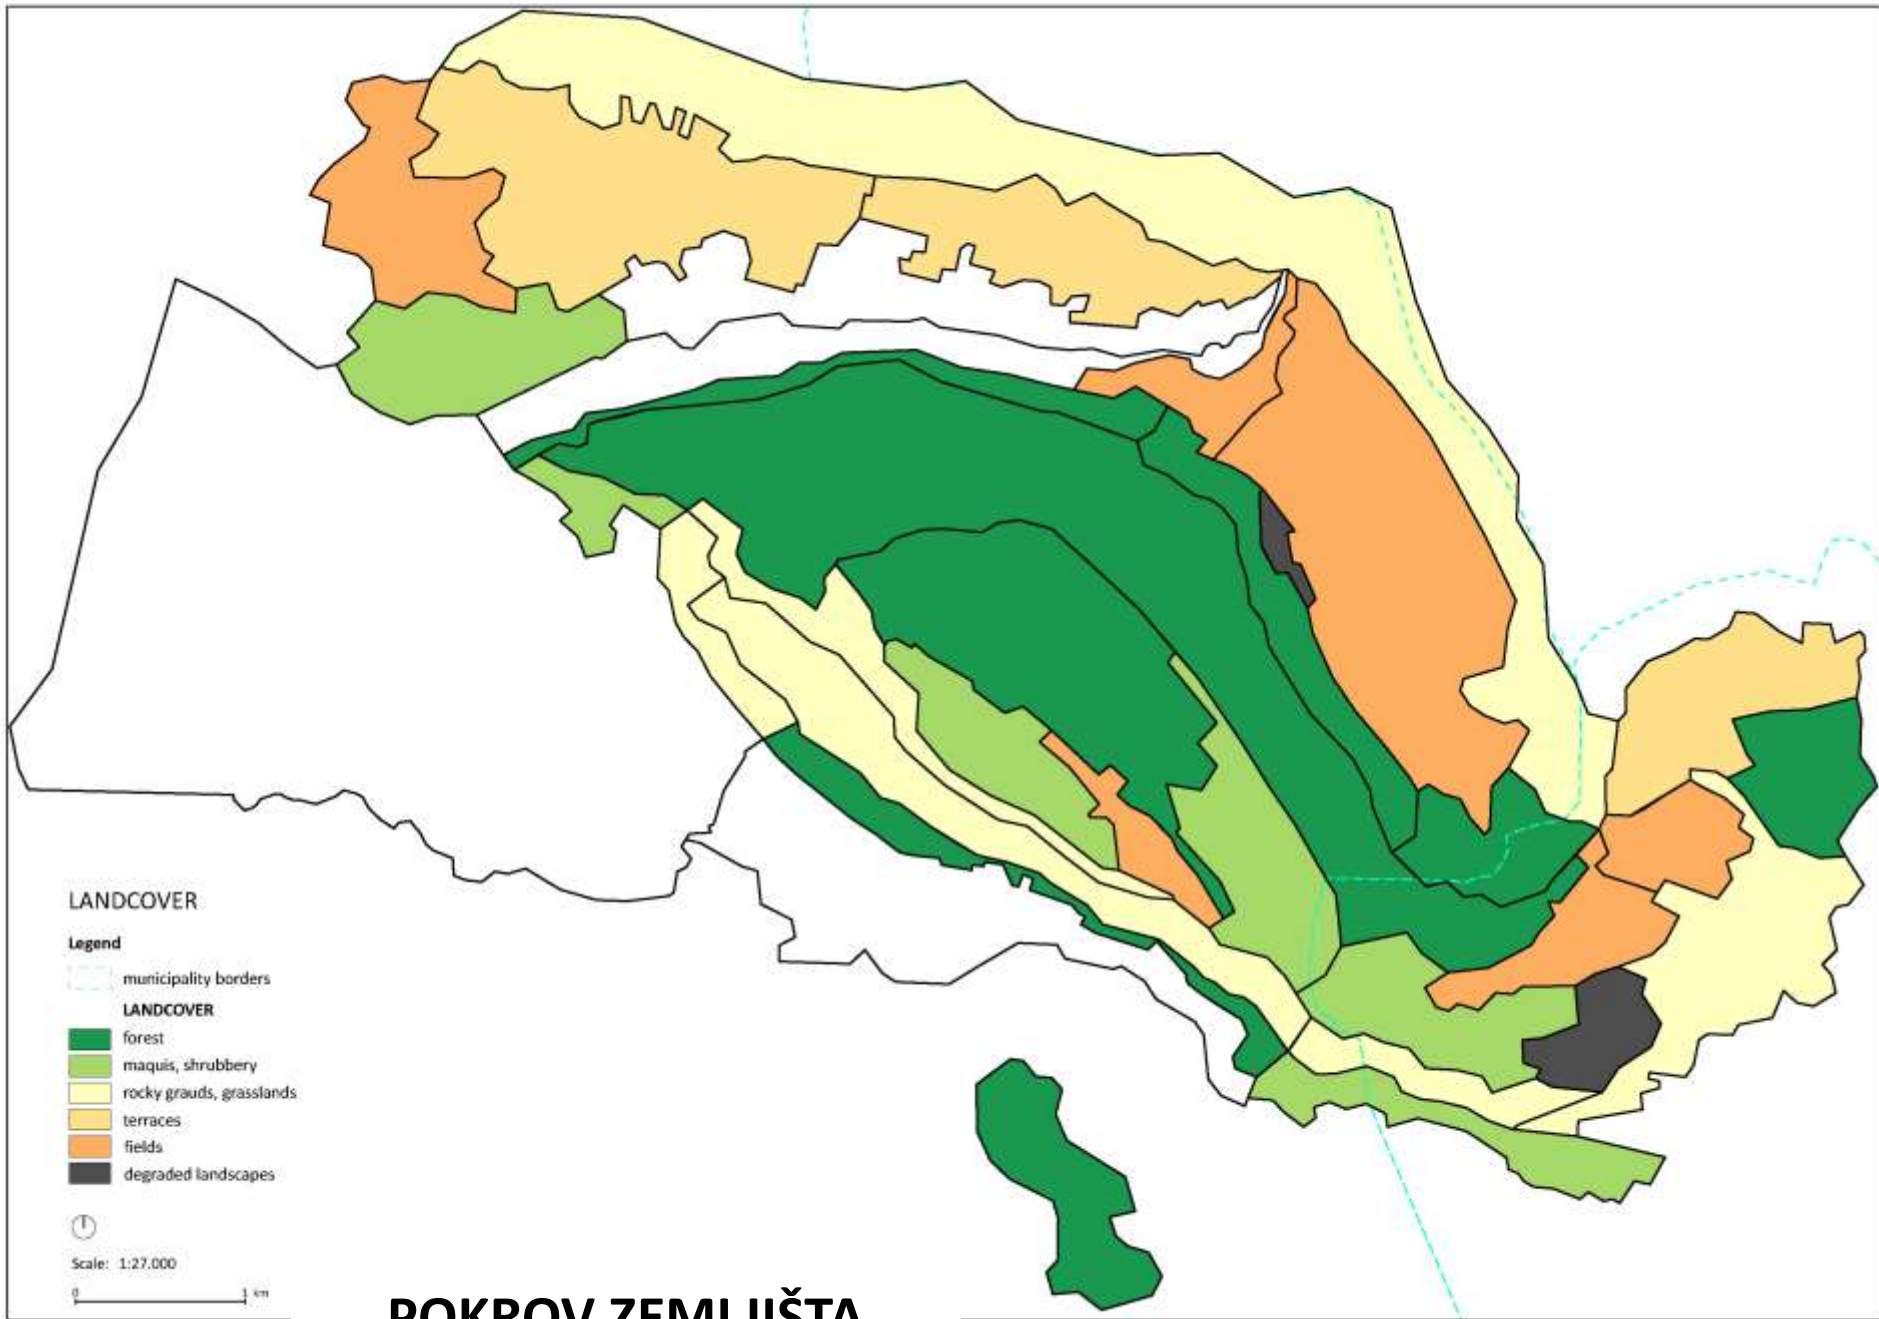 LANDCOVER
Legend
municipality borders
LANDCOVER
forest
maquis, shrubbery
rocky grauds, grasslands
terraces
fields
degraded landscapes
Scale: 1:27.000
0 1 km
POKROV ZEMLJIŠTA